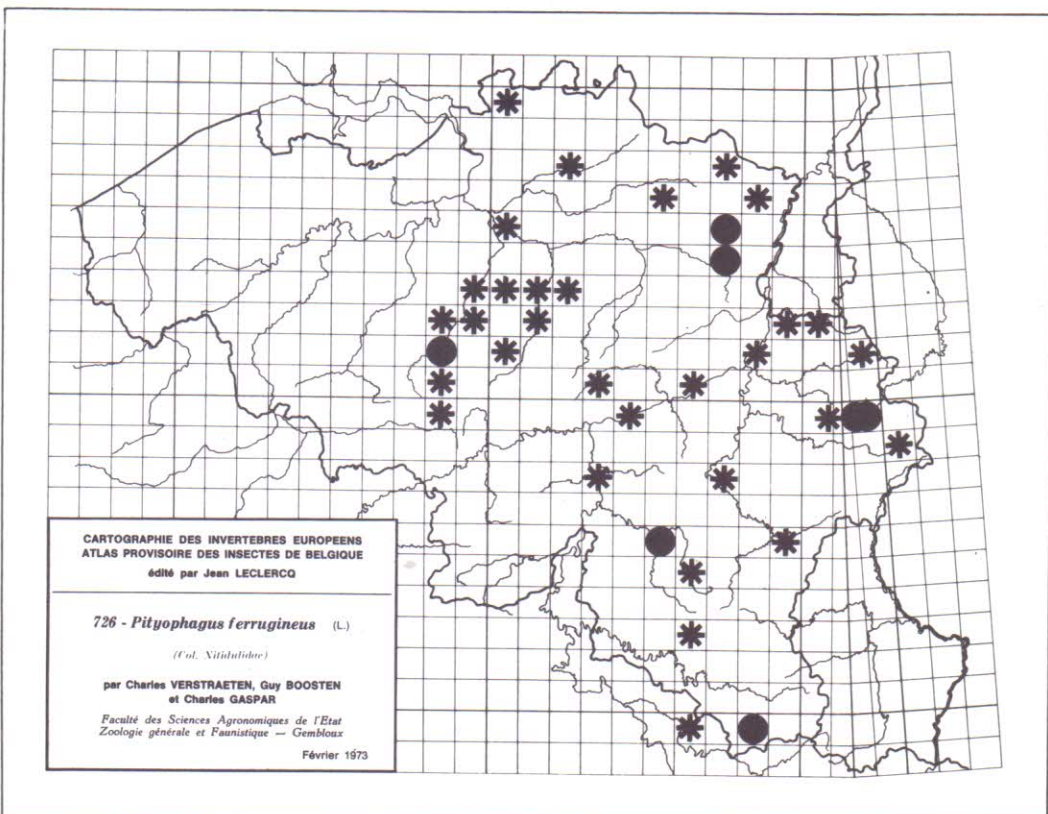 CARTOGRAPHIE DES INVERTEBRES EUROPEENS
ATLAS PROVISOIRE DES INSECTES DE BELGIQUE
édité par Jean LECLERCQ
726 - Pityophagus ferrugineus (L.)
(Col. Nitidulidae)
par Charles VERSTRAETEN, Guy BOOSTEN
et Charles GASPAR
Faculté des Sciences Agronomiques de l'Etat
Zoologie générale et Faunistique — Gembloux
Février 1973